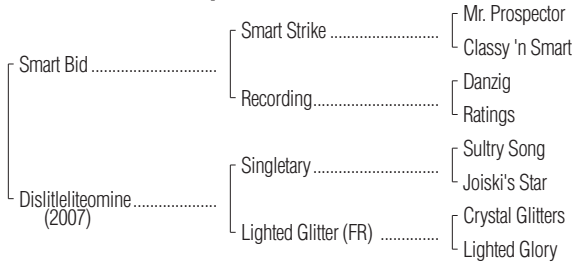 Mr. Prospector
Smart Strike ........................
Classy 'n Smart
Smart Bid ............................
Danzig
Recording............................
Ratings
Sultry Song
Singletary ............................
Joiski's Star
Dislitleliteomine ..................
(2007)
Crystal Glitters
Lighted Glitter (FR) .............
Lighted Glory